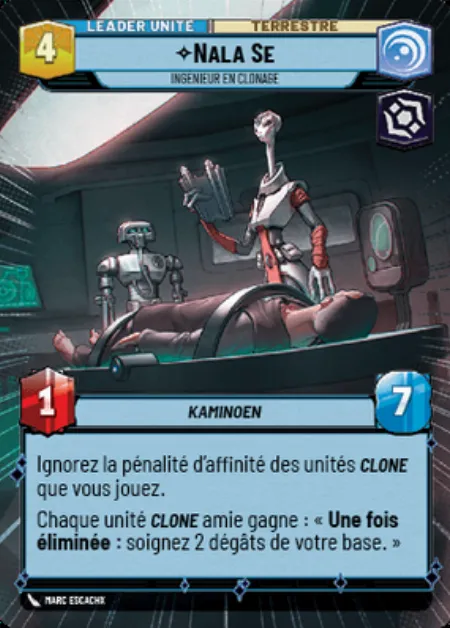 LEADER UNITÉ TERRESTRE
4
✧NALA SE
INGÉNIEUR EN CLONAGE
1
KAMINOEN
7
Ignorez la pénalité d'affinité des unités CLONE
que vous jouez.
Chaque unité CLONE amie gagne : « Une fois
éliminée : soignez 2 dégâts de votre base. »
MARC ESCACHX